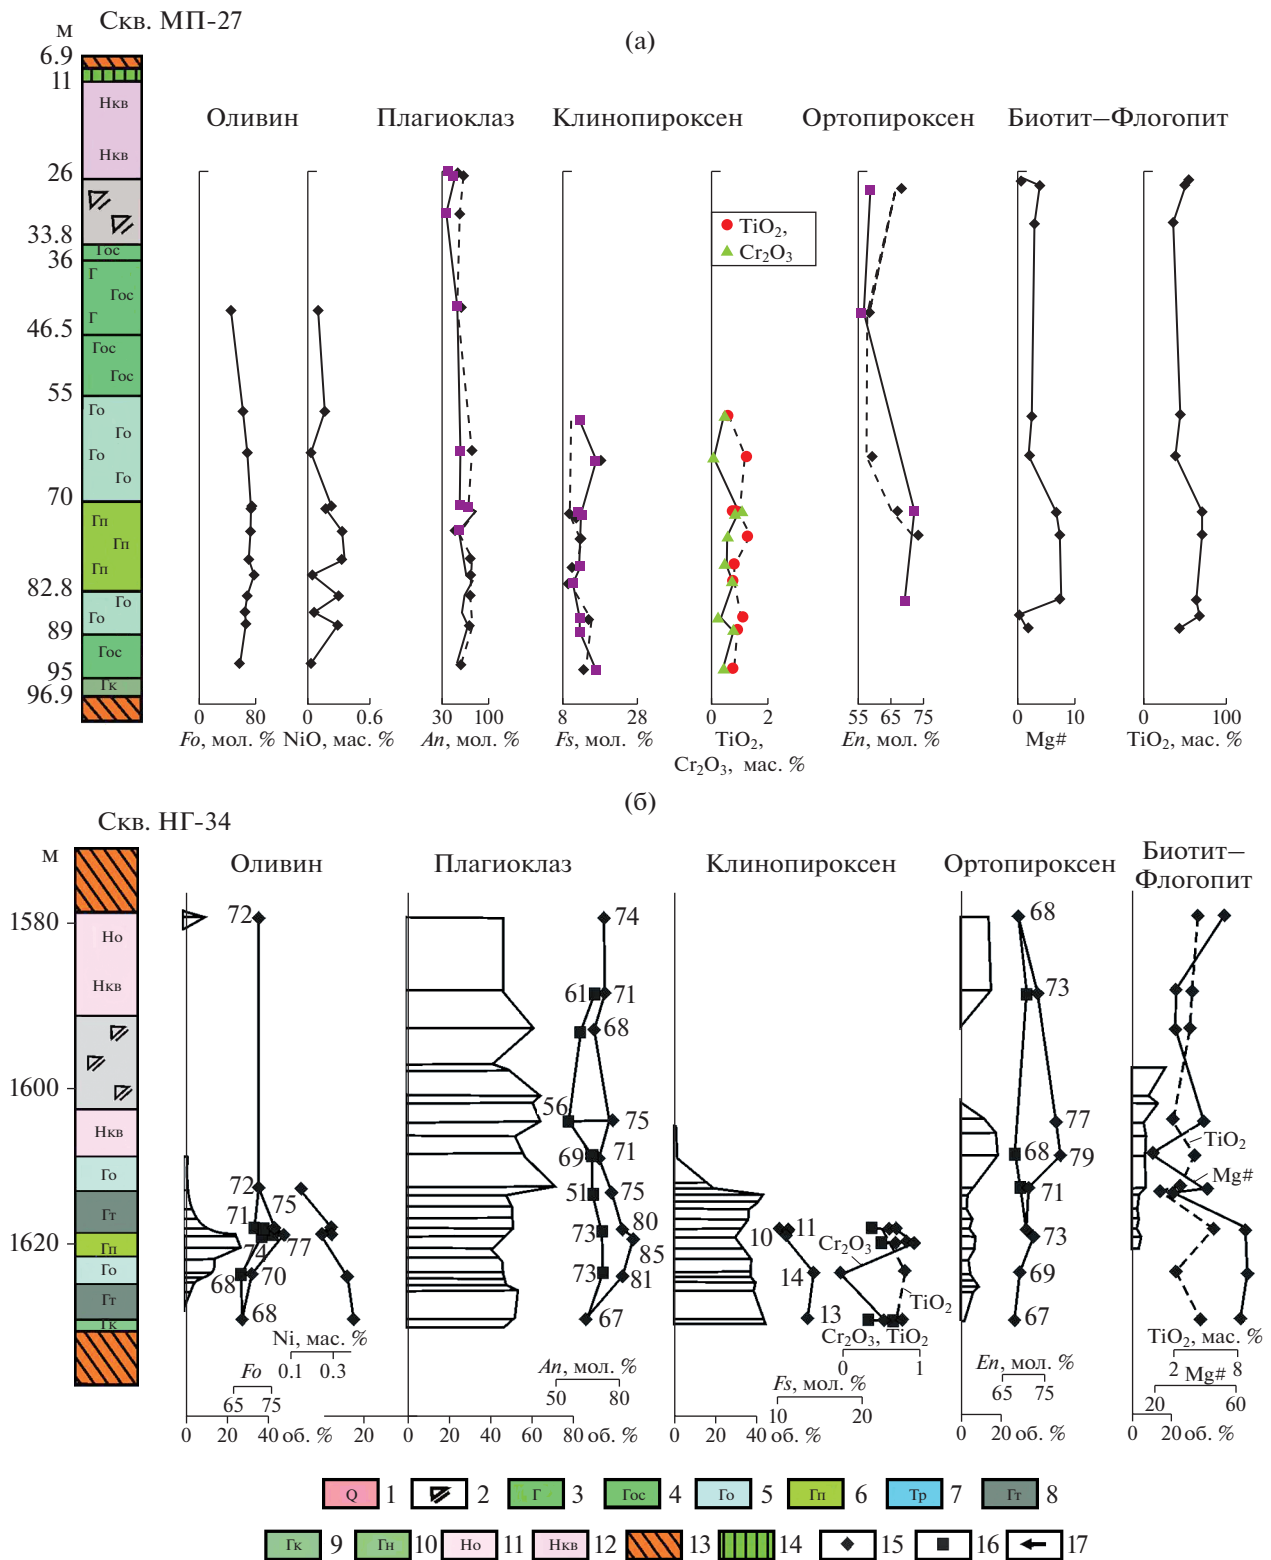 Скв. МП-27
(а)
м
6.9
11
26
33.8
36
46.5
55
70
82.8
89
95
96.9
Нкв
Нкв
Гос
Г
Гос
Г
Гос
Гос
Го
Го
Го
Го
Гп
Гп
Гп
Го
Го
Гос
Гк
Оливин
Плагиоклаз
Клинопироксен
Ортопироксен
Биотит–Флогопит
TiO₂,
Cr₂O₃
0 80
Fo, мол. %
0 0.6
NiO, мас. %
30 100
An, мол. %
8 28
Fs, мол. %
0 2
TiO₂,
Cr₂O₃, мас. %
55 65 75
En, мол. %
0 10
Mg#
0 100
TiO₂, мас. %
(б)
Скв. НГ-34
м
1580
1600
1620
Но
Нкв
Нкв
Го
Гт
Гп
Го
Гт
Гк
Оливин
72
72
75
71
74
77
68
70
68
Ni, мас. %
0.1 0.3
Fo
65 75
0 20 40 об. %
20
Плагиоклаз
74
61
71
68
56
75
69
71
51
75
73
80
85
73
81
67
An, мол. %
50 80
0 20 40 60 80 об. %
Клинопироксен
10
11
14
13
Cr₂O₃
TiO₂
Cr₂O₃, TiO₂
0 1
Fs, мол. %
10 20
0 20 40 об. %
Ортопироксен
68
73
77
68
79
71
73
69
67
En, мол. %
65 75
0 20
Биотит–
Флогопит
TiO₂
Mg#
TiO₂, мас. %
2 8
Mg#
20 60
0 20 об. %
Q 1
2
Г 3
Гос 4
Го 5
Гп 6
Тр 7
Гт 8
Гк 9
Гн 10
Но 11
Нкв 12
13
14
15
16
17